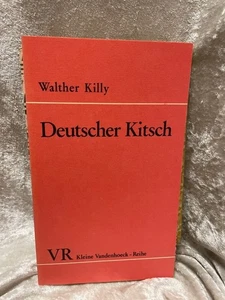 Walther Killy
Deutscher Kitsch
VR Kleine Vandenhoeck-Reihe